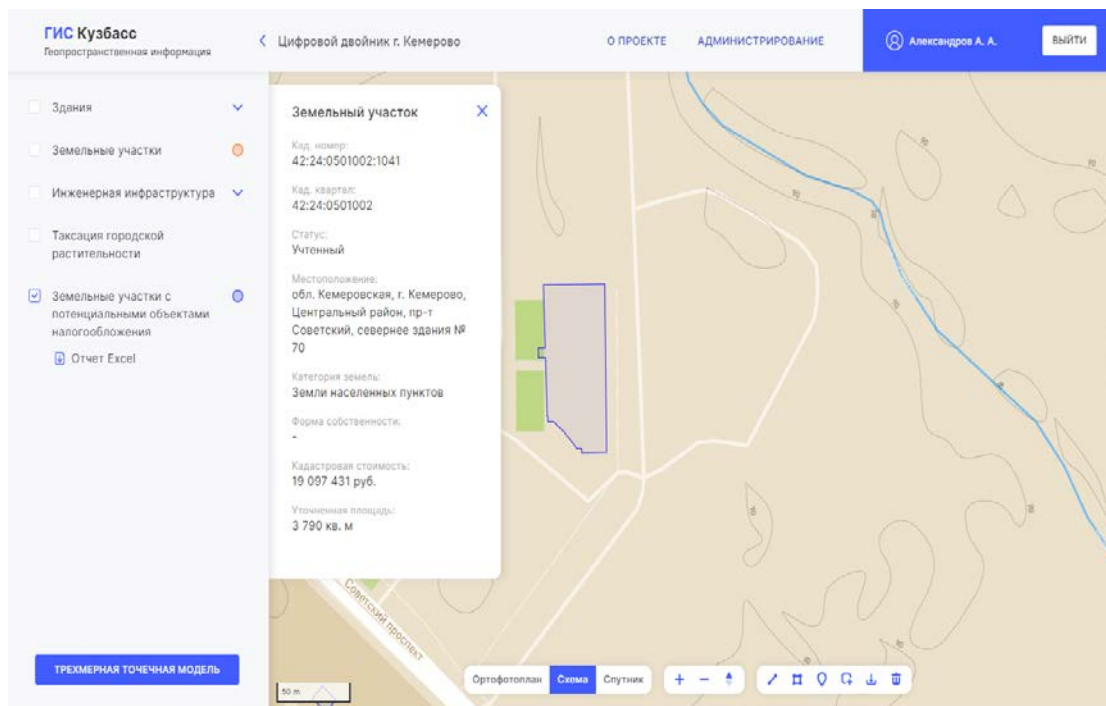 ГИС Кузбасс
Геопространственная информация
Цифровой двойник г. Кемерово
О ПРОЕКТЕ
АДМИНИСТРИРОВАНИЕ
Александров А. А.
ВЫЙТИ
Здания
Земельные участки
Инженерная инфраструктура
Таксация городской
растительности
Земельные участки с
потенциальными объектами
налогообложения
Отчет Excel
ТРЕХМЕРНАЯ ТОЧЕЧНАЯ МОДЕЛЬ
Земельный участок
Кад. номер:
42:24:0501002:1041
Кад. квартал:
42:24:0501002
Статус:
Учтенный
Местоположение:
обл. Кемеровская, г. Кемерово,
Центральный район, пр-т
Советский, севернее здания №
70
Категория земель:
Земли населенных пунктов
Форма собственности:
-
Кадастровая стоимость:
19 097 431 руб.
Уточненная площадь:
3 790 кв. м
Советский проспект
50 m
Ортофотоплан
Схема
Спутник